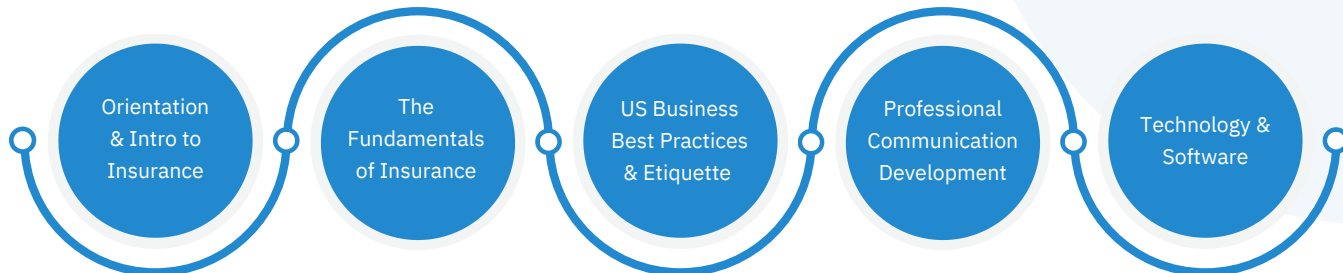 Orientation
& Intro to
Insurance
The
Fundamentals
of Insurance
US Business
Best Practices
& Etiquette
Professional
Communication
Development
Technology &
Software